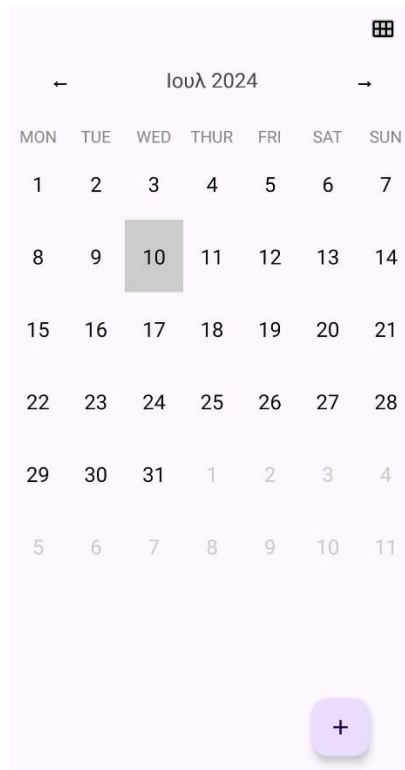 ← Ιουλ 2024 →
MON TUE WED THUR FRI SAT SUN
1 2 3 4 5 6 7
8 9 10 11 12 13 14
15 16 17 18 19 20 21
22 23 24 25 26 27 28
29 30 31 1 2 3 4
5 6 7 8 9 10 11
+